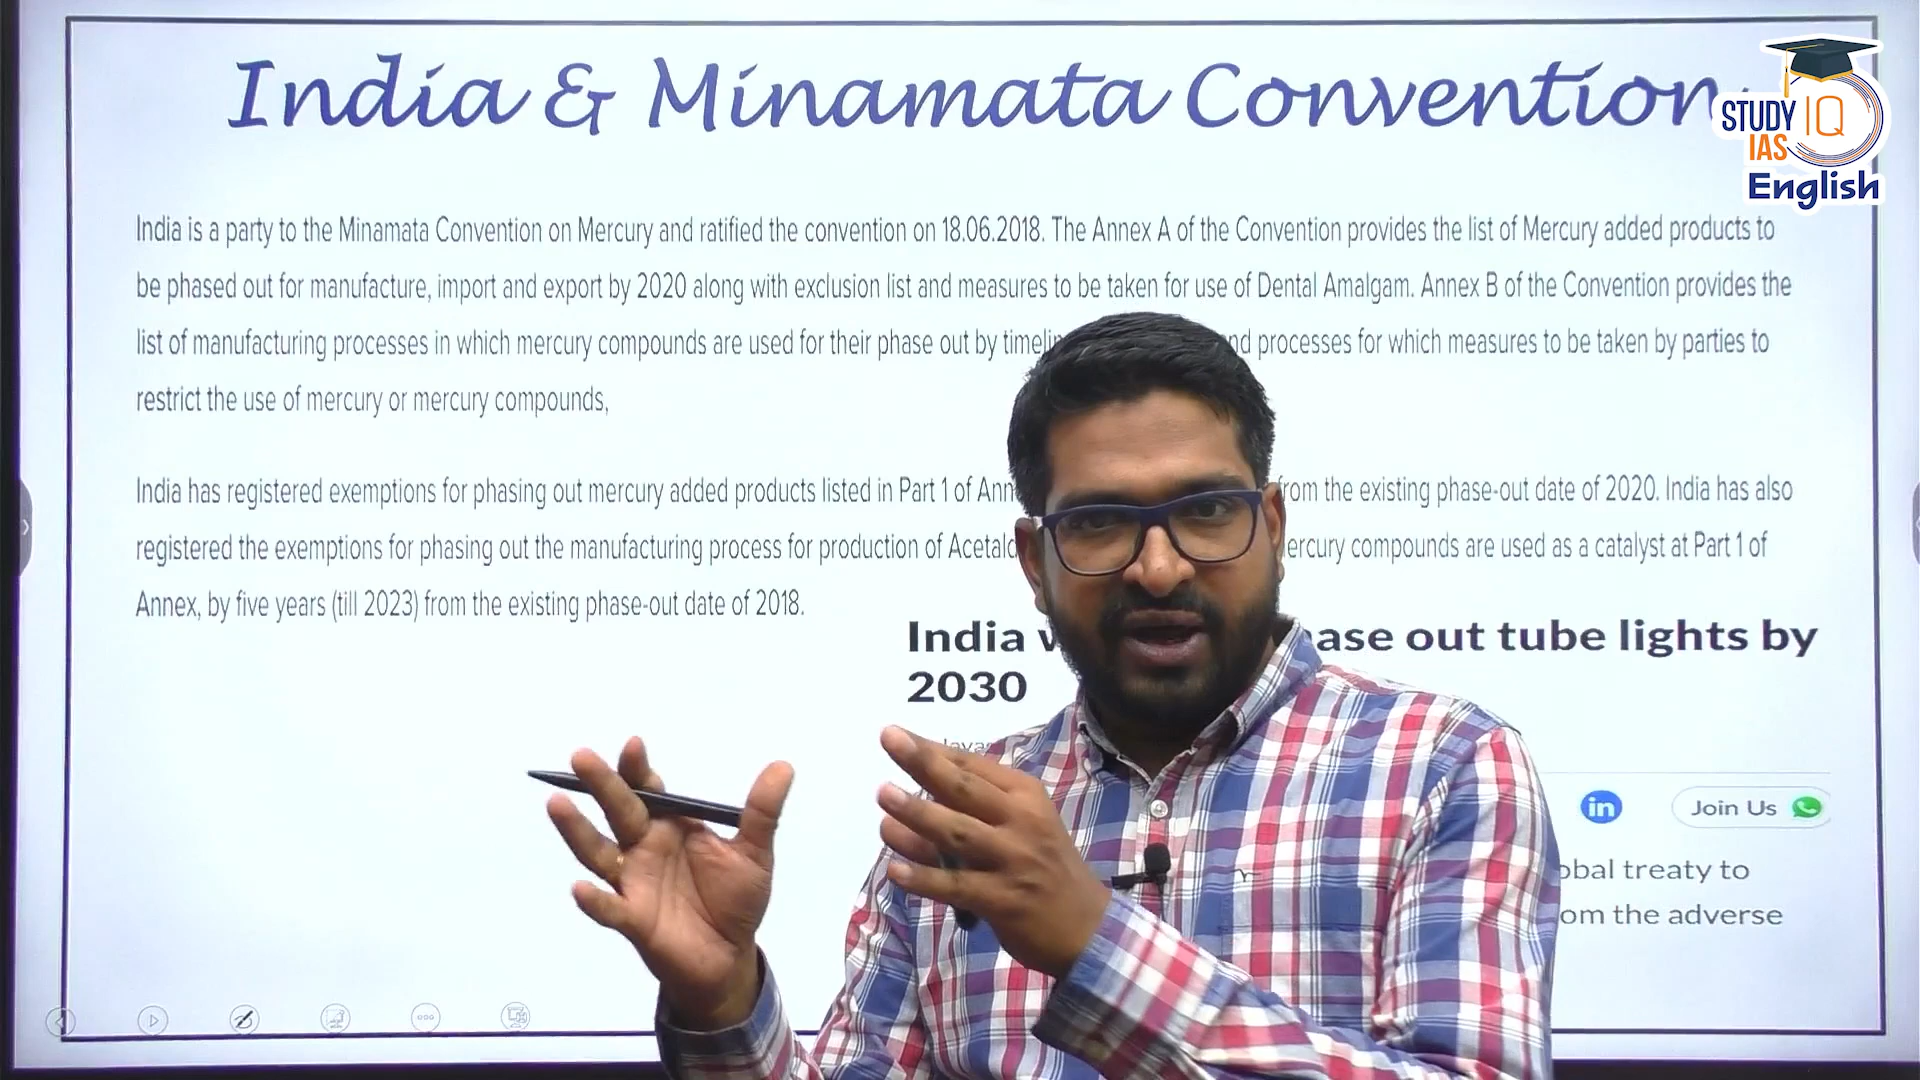 India & Minamata Convention
STUDY IQ
IAS
English
India is a party to the Minamata Convention on Mercury and ratified the convention on 18.06.2018. The Annex A of the Convention provides the list of Mercury added products to
be phased out for manufacture, import and export by 2020 along with exclusion list and measures to be taken for use of Dental Amalgam. Annex B of the Convention provides the
list of manufacturing processes in which mercury compounds are used for their phase out by processes for which measures to be taken by parties to
restrict the use of mercury or mercury compounds,
India has registered exemptions for phasing out mercury added products listed in Part 1 of from the existing phase-out date of 2020. India has also
registered the exemptions for phasing out the manufacturing process for production of compounds are used as a catalyst at Part 1 of
Annex, by five years (till 2023) from the existing phase-out date of 2018.
India out tube lights by
2030
in Join Us
treaty to
the adverse